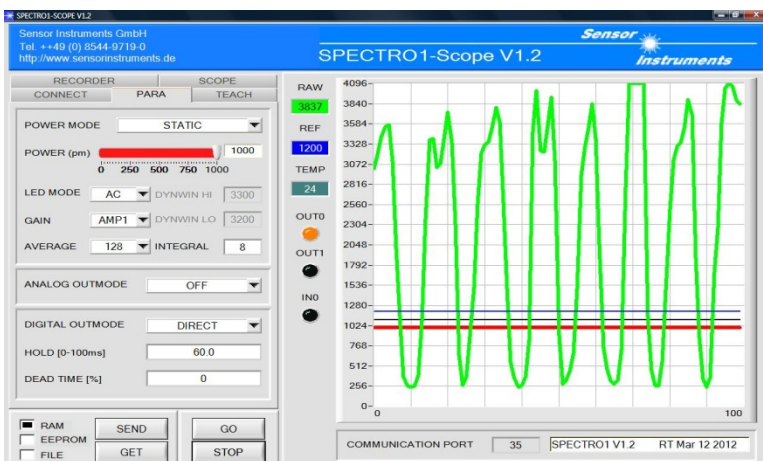 SPECTRO1-SCOPE V1.2
Sensor Instruments GmbH
Tel. ++49 (0) 8544-9719-0
http://www.sensorinstruments.de
SPECTRO1-Scope V1.2
Sensor
Instruments
RECORDER SCOPE
CONNECT PARA TEACH
POWER MODE STATIC
POWER (pm) 1000
0 250 500 750 1000
LED MODE AC DYNWIN HI 3300
GAIN AMP1 DYNWIN LO 3200
AVERAGE 128 INTEGRAL 8
ANALOG OUTMODE OFF
DIGITAL OUTMODE DIRECT
HOLD [0-100ms] 60.0
DEAD TIME [%] 0
RAM
EEPROM
FILE
SEND GO
GET STOP
RAW
3837
REF
1200
TEMP
24
OUT0
OUT1
IN0
4096-
3840-
3584-
3328-
3072-
2816-
2560-
2304-
2048-
1792-
1536-
1280-
1024-
768-
512-
256-
0-
0 100
COMMUNICATION PORT 35 SPECTRO1 V1.2 RT Mar 12 2012